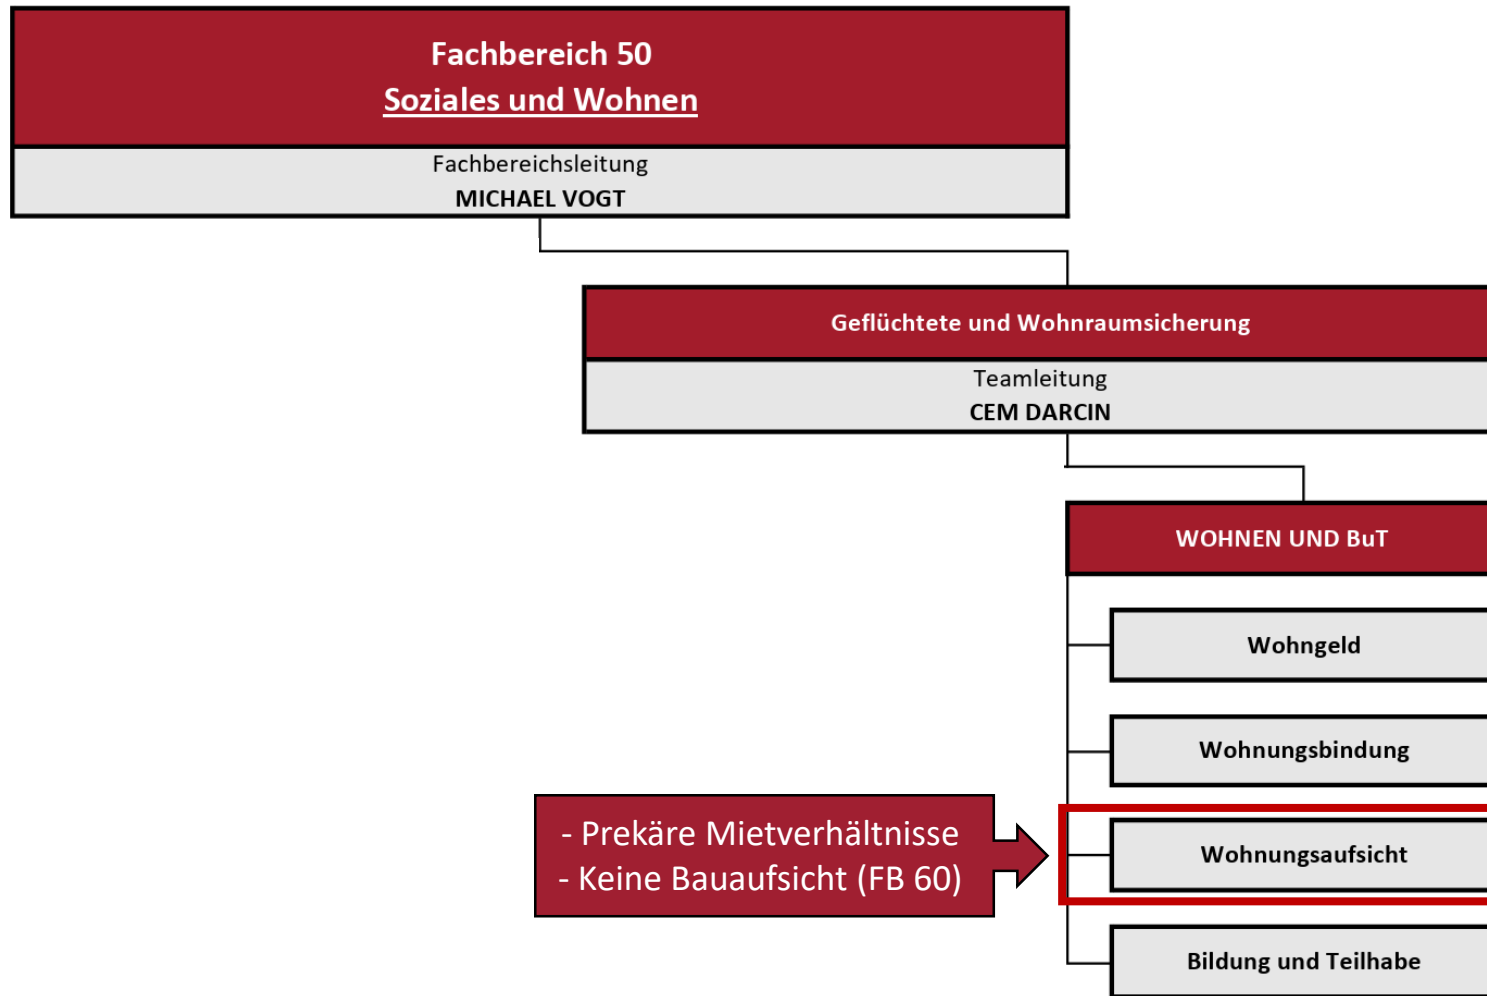 Fachbereich 50
Soziales und Wohnen
Fachbereichsleitung
MICHAEL VOGT
Geflüchtete und Wohnraumsicherung
Teamleitung
CEM DARCIN
WOHNEN UND BuT
Wohngeld
Wohnungsbindung
- Prekäre Mietverhältnisse
- Keine Bauaufsicht (FB 60)
Wohnungsaufsicht
Bildung und Teilhabe